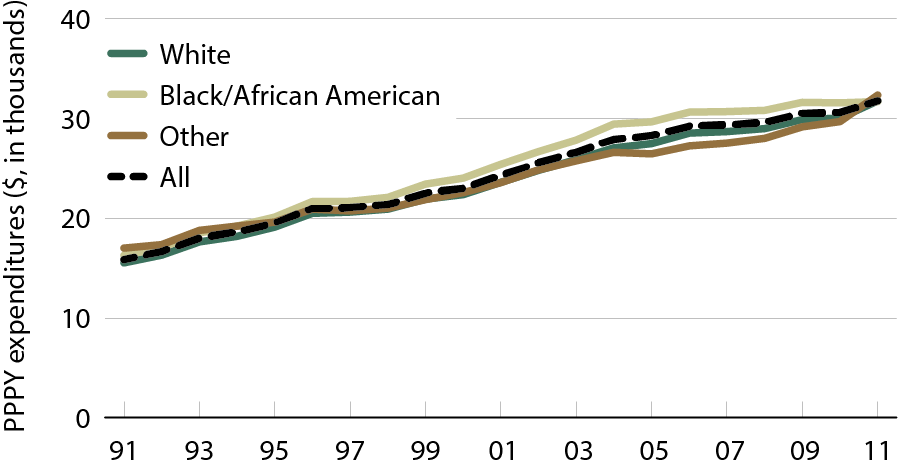 PPPY expenditures ($, in thousands)
40
30
20
10
0
White
Black/African American
Other
All
91 93 95 97 99 01 03 05 07 09 11